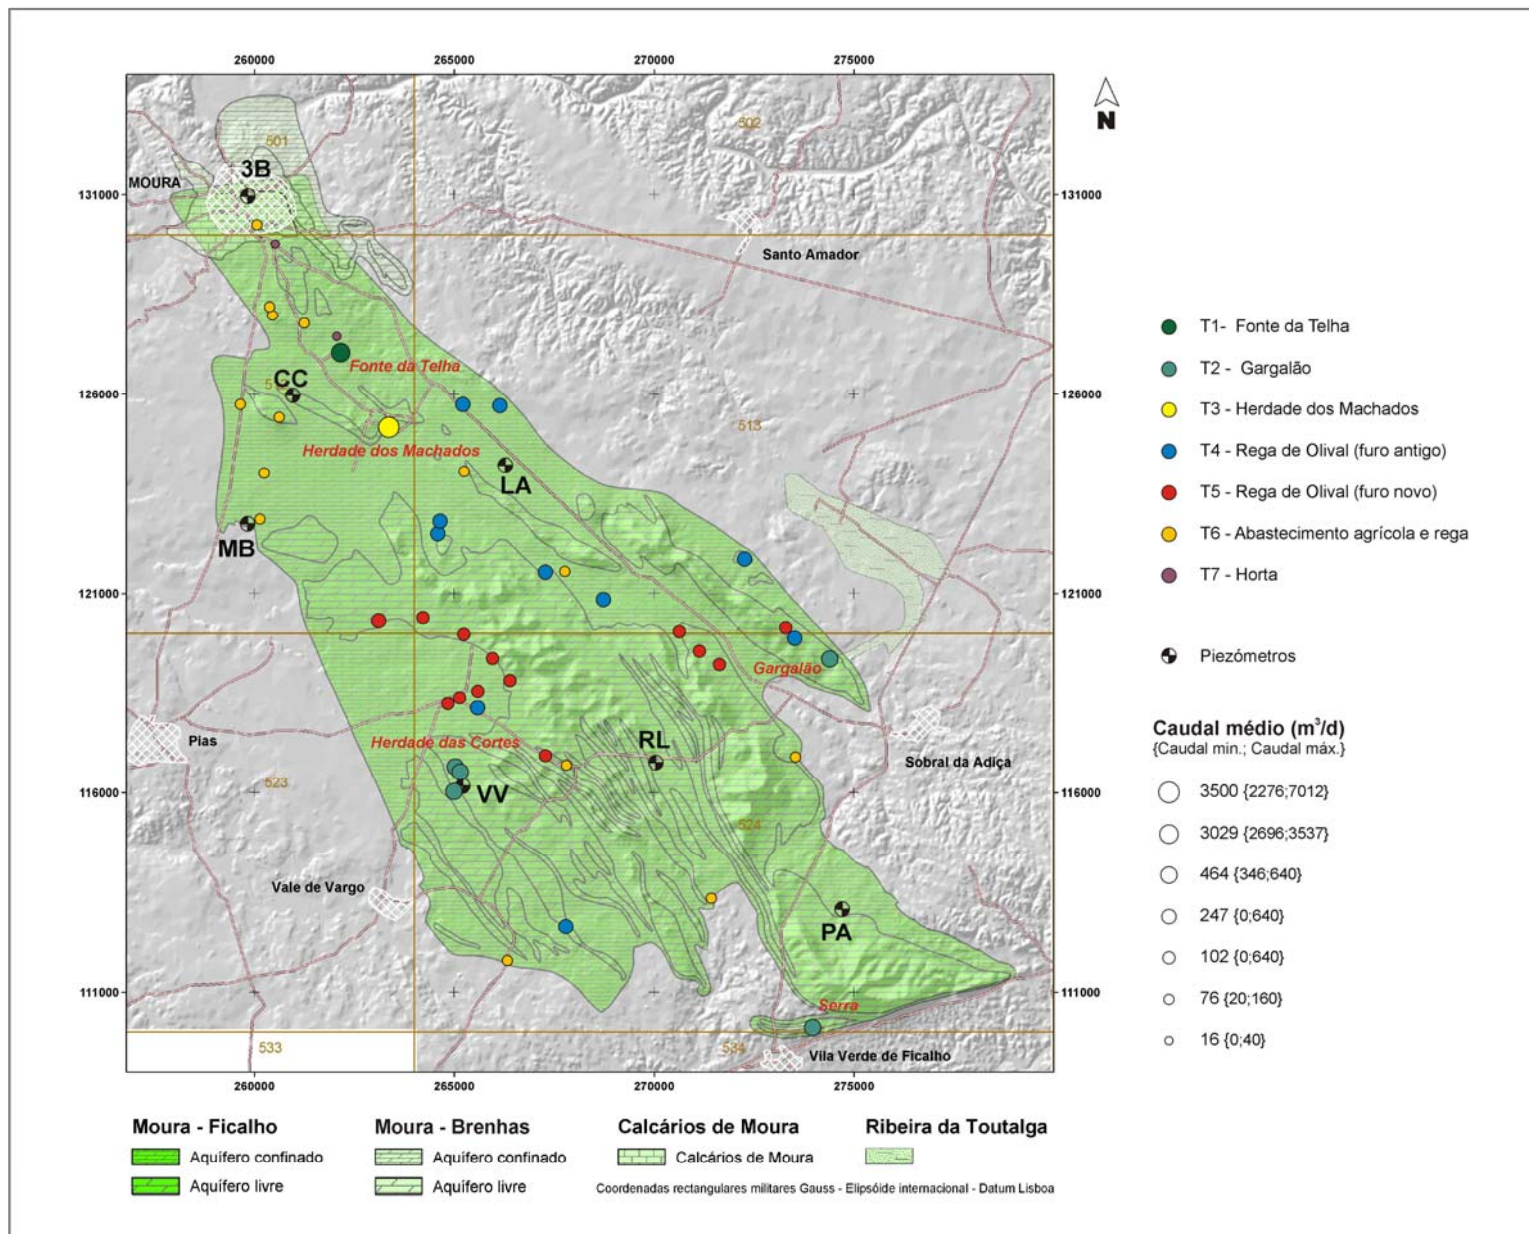 260000
265000
270000
275000
N
501
502
3B
MOURA
131000
131000
Santo Amador
T1- Fonte da Telha
Fonte da Telha
T2 - Gargalão
CC
126000
126000
T3 - Herdade dos Machados
513
Herdade dos Machados
T4 - Rega de Olival (furo antigo)
LA
T5 - Rega de Olival (furo novo)
MB
T6 - Abastecimento agrícola e rega
T7 - Horta
121000
121000
Piezómetros
Gargalão
Caudal médio (m³/d)
{Caudal min.; Caudal máx.}
Pias
Herdade das Cortes
RL
Sobral da Adiça
523
VV
116000
116000
3500 {2276;7012}
524
3029 {2696;3537}
464 {346;640}
Vale de Vargo
247 {0;640}
PA
102 {0;640}
111000
111000
76 {20;160}
Serra
16 {0;40}
533
534
Vila Verde de Ficalho
260000
265000
270000
275000
Moura - Ficalho
Moura - Brenhas
Calcários de Moura
Ribeira da Toutalga
Aquífero confinado
Aquífero confinado
Calcários de Moura
Aquífero livre
Aquífero livre
Coordenadas rectangulares militares Gauss - Elipsóide internacional - Datum Lisboa